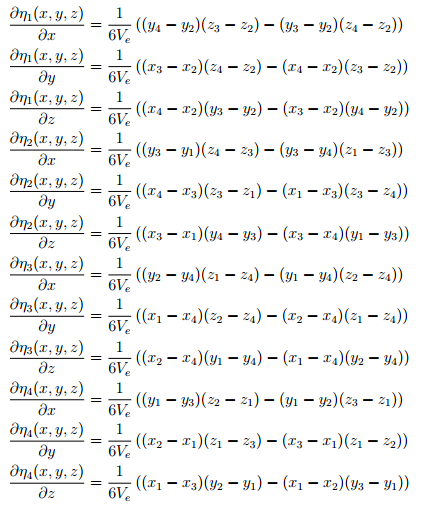 ∂η₁(x, y, z)/∂x = 1/6Vₑ ((y₄ − y₂)(z₃ − z₂) − (y₃ − y₂)(z₄ − z₂))
∂η₁(x, y, z)/∂y = 1/6Vₑ ((x₃ − x₂)(z₄ − z₂) − (x₄ − x₂)(z₃ − z₂))
∂η₁(x, y, z)/∂z = 1/6Vₑ ((x₄ − x₂)(y₃ − y₂) − (x₃ − x₂)(y₄ − y₂))
∂η₂(x, y, z)/∂x = 1/6Vₑ ((y₃ − y₁)(z₄ − z₃) − (y₃ − y₄)(z₁ − z₃))
∂η₂(x, y, z)/∂y = 1/6Vₑ ((x₄ − x₃)(z₃ − z₁) − (x₁ − x₃)(z₃ − z₄))
∂η₂(x, y, z)/∂z = 1/6Vₑ ((x₃ − x₁)(y₄ − y₃) − (x₃ − x₄)(y₁ − y₃))
∂η₃(x, y, z)/∂x = 1/6Vₑ ((y₂ − y₄)(z₁ − z₄) − (y₁ − y₄)(z₂ − z₄))
∂η₃(x, y, z)/∂y = 1/6Vₑ ((x₁ − x₄)(z₂ − z₄) − (x₂ − x₄)(z₁ − z₄))
∂η₃(x, y, z)/∂z = 1/6Vₑ ((x₂ − x₄)(y₁ − y₄) − (x₁ − x₄)(y₂ − y₄))
∂η₄(x, y, z)/∂x = 1/6Vₑ ((y₁ − y₃)(z₂ − z₁) − (y₁ − y₂)(z₃ − z₁))
∂η₄(x, y, z)/∂y = 1/6Vₑ ((x₂ − x₁)(z₁ − z₃) − (x₃ − x₁)(z₁ − z₂))
∂η₄(x, y, z)/∂z = 1/6Vₑ ((x₁ − x₃)(y₂ − y₁) − (x₁ − x₂)(y₃ − y₁))